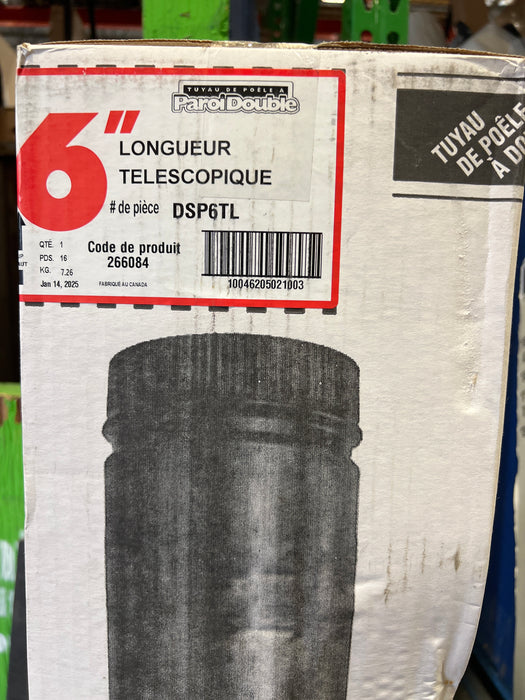 TUYAU DE POÊLE À
ParoiDouble
6"
LONGUEUR
TELESCOPIQUE
# de pièce DSP6TL
QTÉ. 1
PDS. 16
KG. 7.26
Code de produit
266084
Jan 14, 2025
FABRIQUÉ AU CANADA
10046205021003
TUYAU
DE POÊLE
À DO